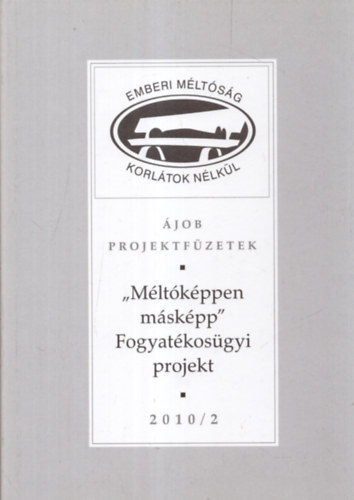 EMBERI MÉLTÓSÁG
KORLÁTOK NÉLKÜL
ÁJOB
PROJEKTFÜZETEK
„Méltóképpen
másképp”
Fogyatékosügyi
projekt
2010/2